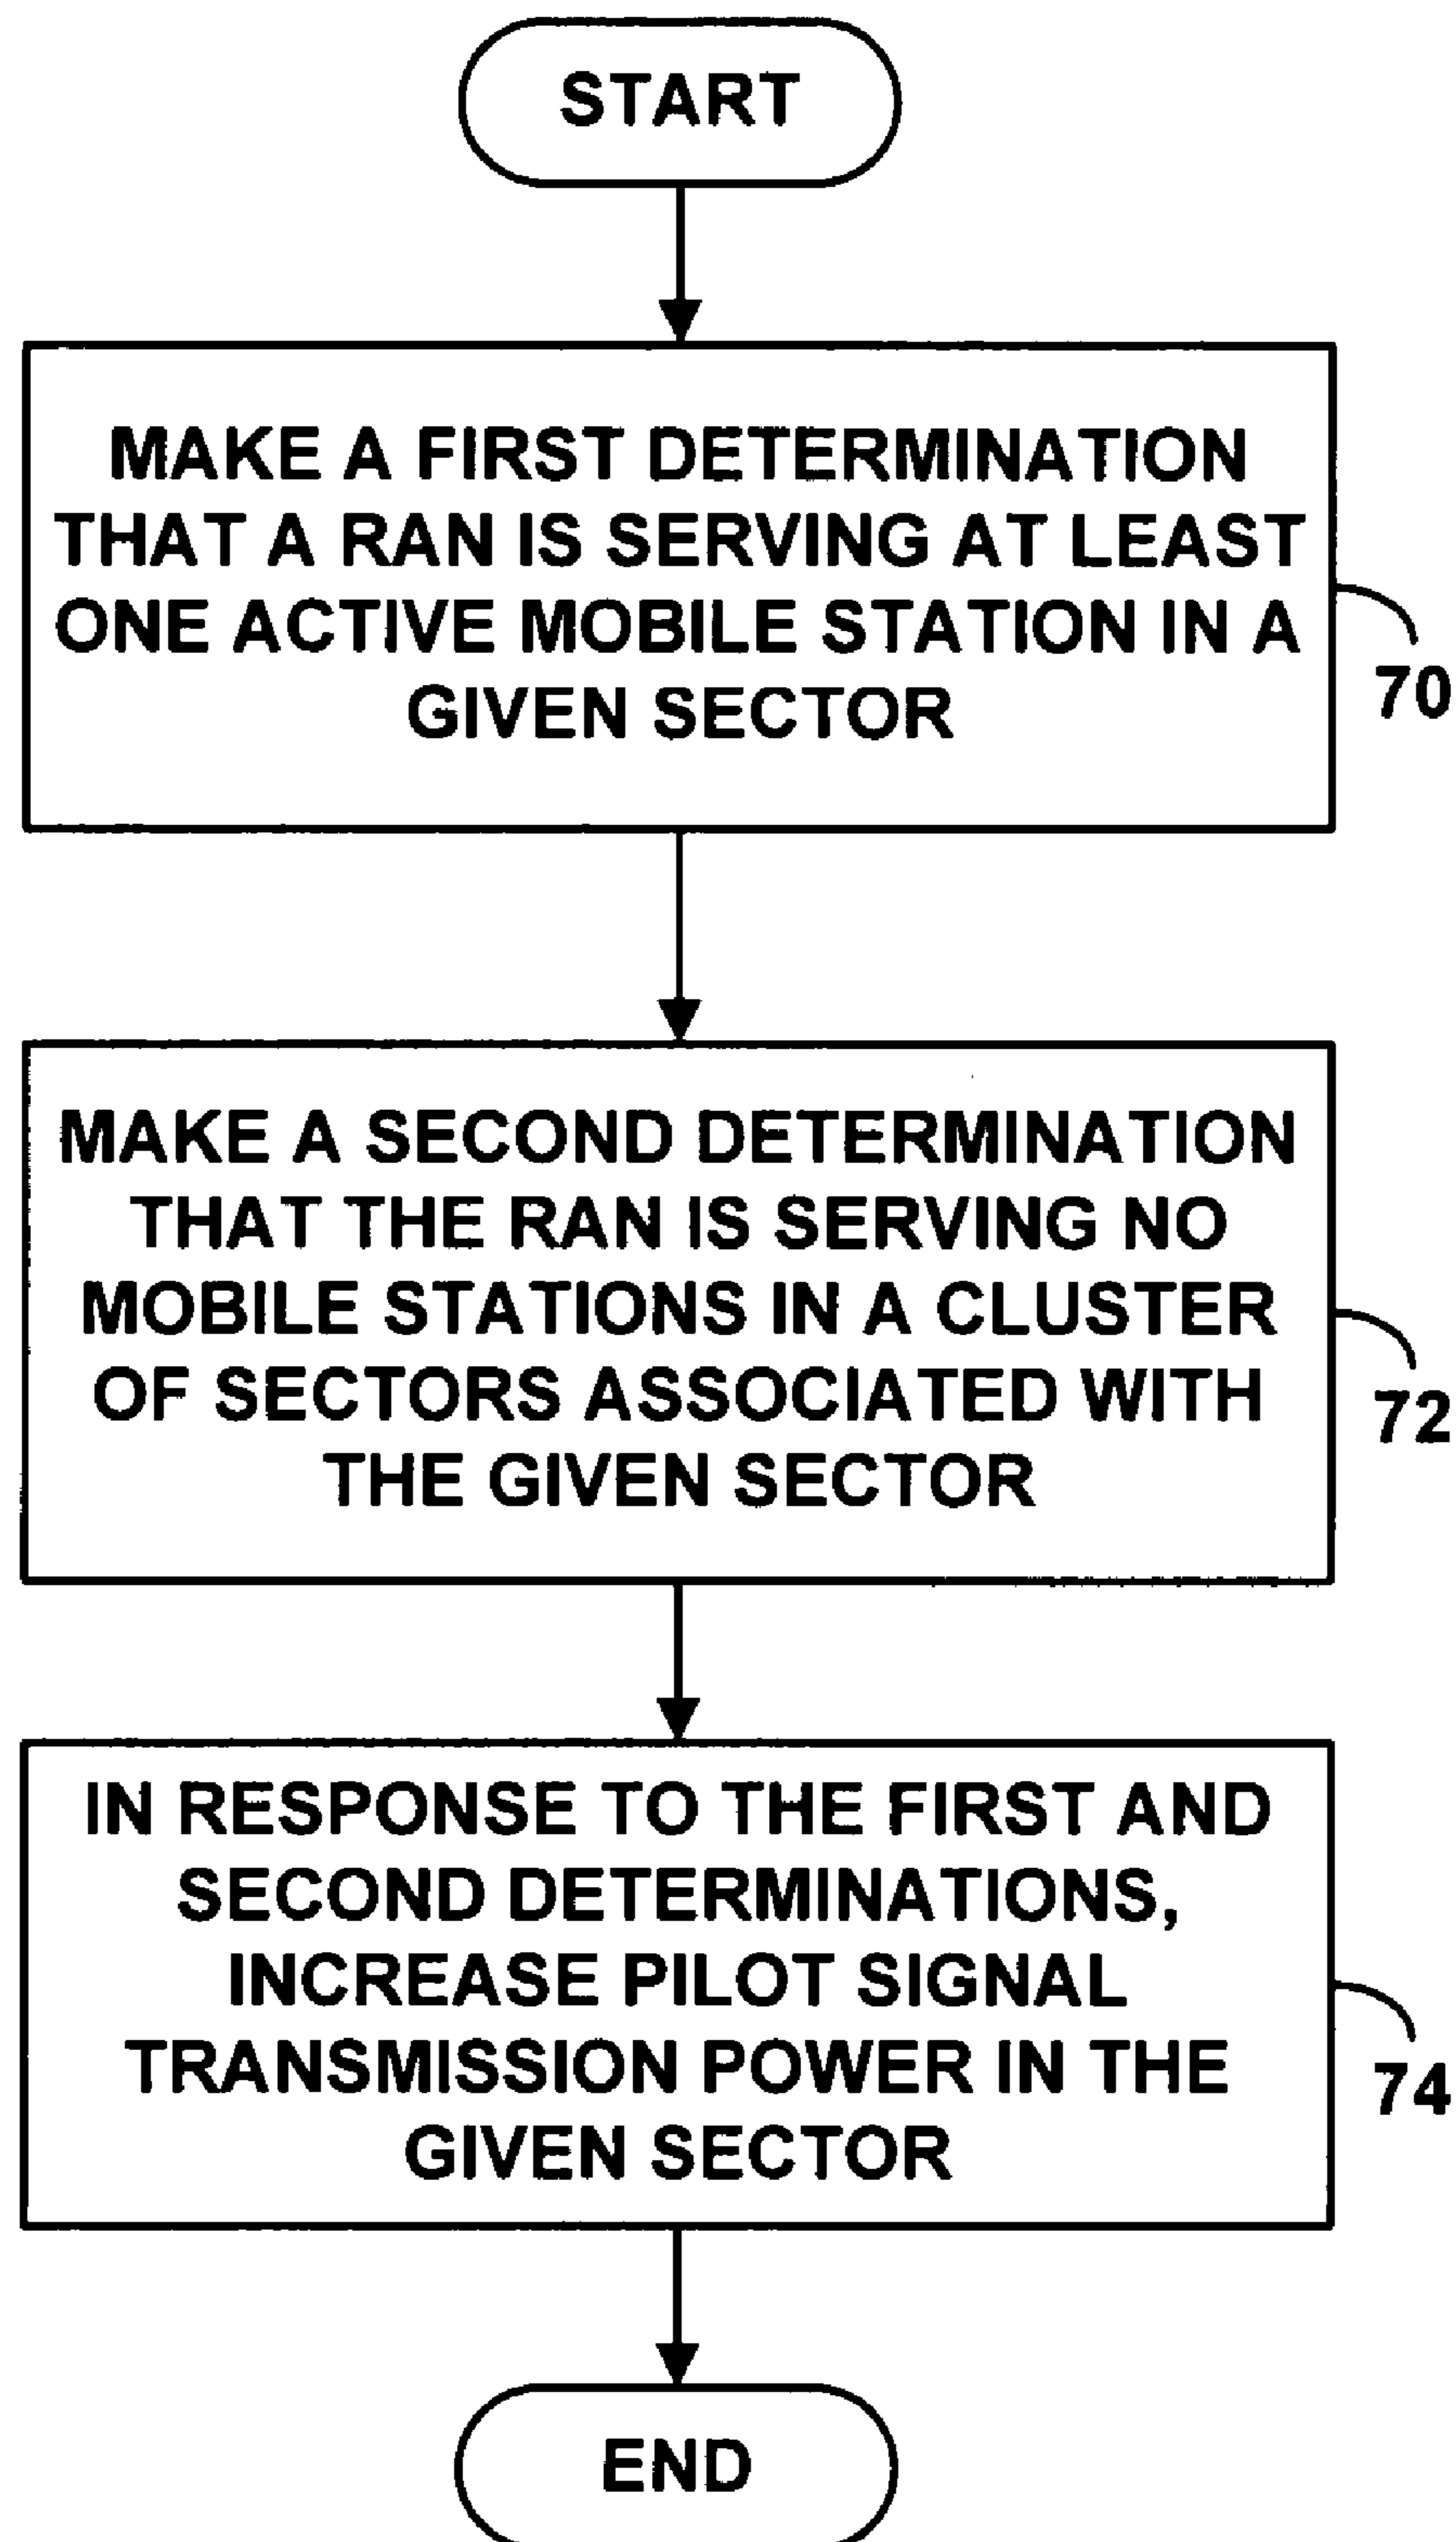 START
MAKE A FIRST DETERMINATION
THAT A RAN IS SERVING AT LEAST
ONE ACTIVE MOBILE STATION IN A
GIVEN SECTOR
70
MAKE A SECOND DETERMINATION
THAT THE RAN IS SERVING NO
MOBILE STATIONS IN A CLUSTER
OF SECTORS ASSOCIATED WITH
THE GIVEN SECTOR
72
IN RESPONSE TO THE FIRST AND
SECOND DETERMINATIONS,
INCREASE PILOT SIGNAL
TRANSMISSION POWER IN THE
GIVEN SECTOR
74
END